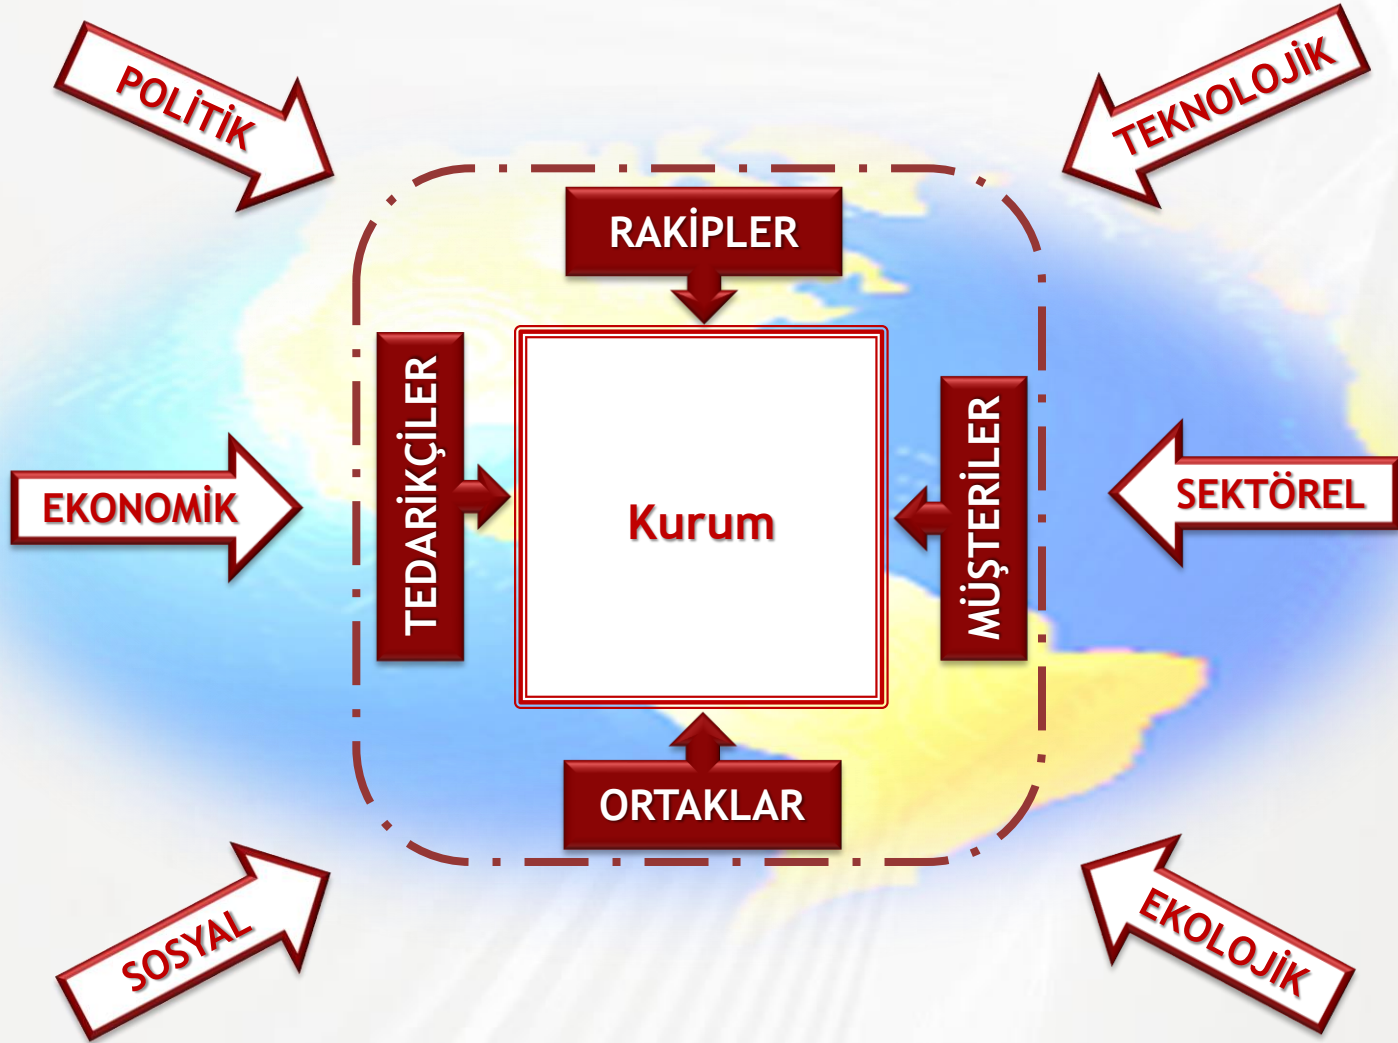 POLİTİK
TEKNOLOJİK
RAKİPLER
TEDARİKÇİLER
MÜŞTERİLER
EKONOMİK
Kurum
SEKTÖREL
ORTAKLAR
SOSYAL
EKOLOJİK